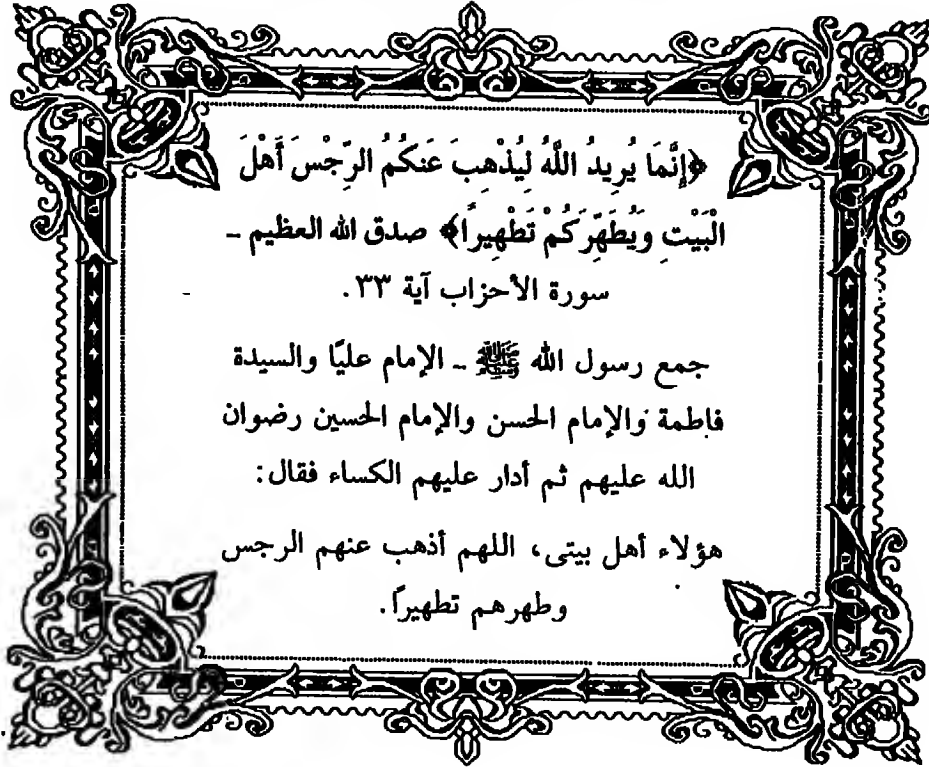 ﴿إِنَّمَا يُرِيدُ اللَّهُ لِيُذْهِبَ عَنكُمُ الرِّجْسَ أَهْلَ
الْبَيْتِ وَيُطَهِّرَكُمْ تَطْهِيرًا﴾ صدق الله العظيم ـ
سورة الأحزاب آية ٣٣.
جمع رسول الله ﷺ ـ الإمام عليًا والسيدة
فاطمة والإمام الحسن والإمام الحسين رضوان
الله عليهم ثم أدار عليهم الكساء فقال:
هؤلاء أهل بيتى، اللهم أذهب عنهم الرجس
وطهرهم تطهيرًا.